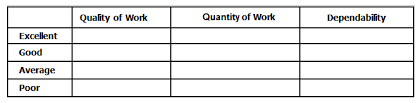 Quality of Work Quantity of Work Dependability
Excellent
Good
Average
Poor